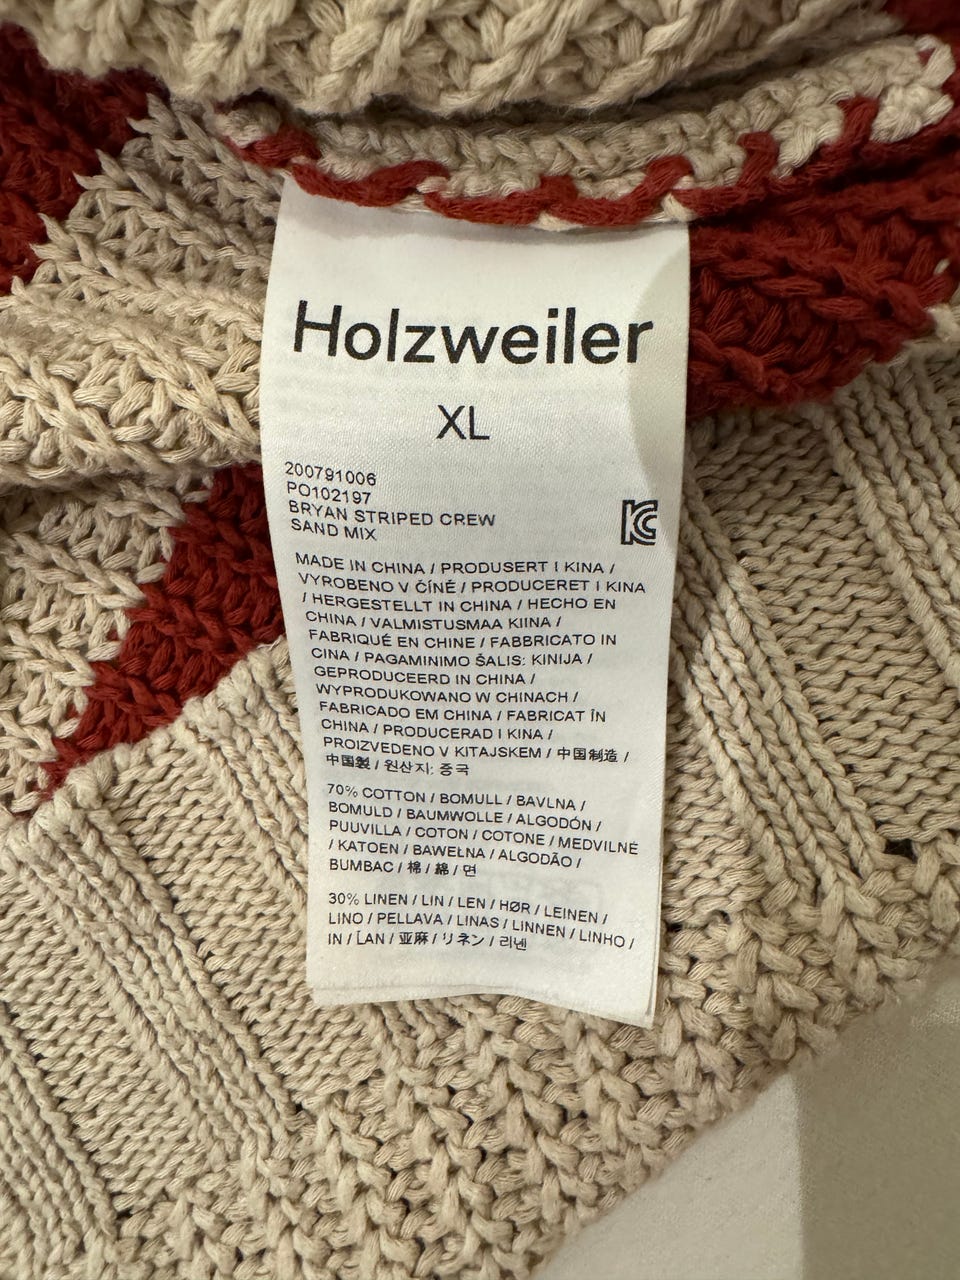 Holzweiler
XL
200791006
PO102197
BRYAN STRIPED CREW
SAND MIX
KC
MADE IN CHINA / PRODUSERT I KINA /
VYROBENO V ČÍNĚ / PRODUCERET I KINA
/ HERGESTELLT IN CHINA / HECHO EN
CHINA / VALMISTUSMAA KIINA /
FABRIQUÉ EN CHINE / FABBRICATO IN
CINA / PAGAMINIMO ŠALIS: KINIJA /
GEPRODUCEERD IN CHINA /
WYPRODUKOWANO W CHINACH /
FABRICADO EM CHINA / FABRICAT ÎN
CHINA / PRODUCERAD I KINA /
PROIZVEDENO V KITAJSKEM / 中国制造 /
中国製 / 원산지: 중국
70% COTTON / BOMULL / BAVLNA /
BOMULD / BAUMWOLLE / ALGODÓN /
PUUVILLA / COTON / COTONE / MEDVILNĖ
/ KATOEN / BAWEŁNA / ALGODÃO /
BUMBAC / 棉 / 綿 / 면
30% LINEN / LIN / LEN / HØR / LEINEN /
LINO / PELLAVA / LINAS / LINNEN / LINHO /
IN / LAN / 亚麻 / リネン / 리넨